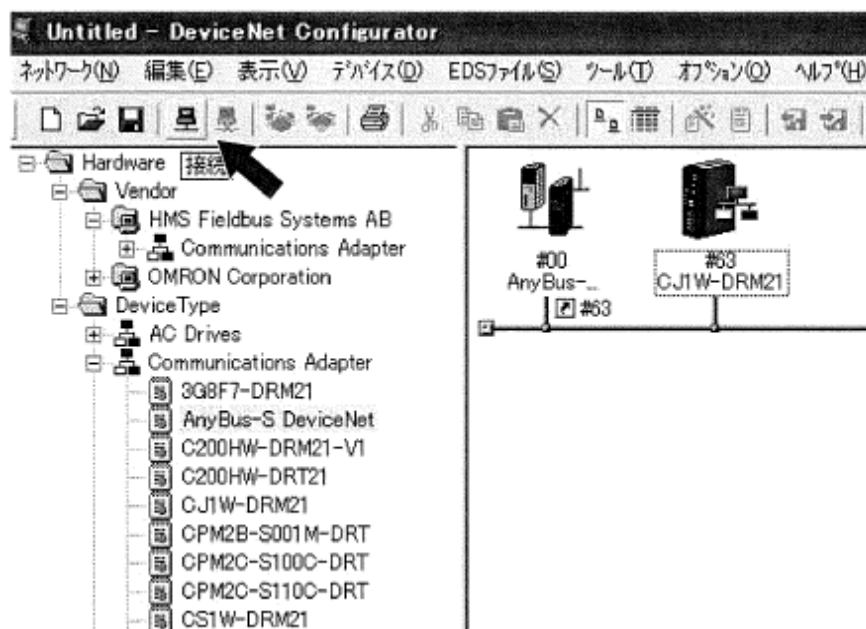 Untitled - DeviceNet Configurator
ネットワーク(N) 編集(E) 表示(V) デバイス(D) EDSファイル(S) ツール(T) オプション(O) ヘルプ(H)
Hardware
接続
Vendor
HMS Fieldbus Systems AB
Communications Adapter
OMRON Corporation
DeviceType
AC Drives
Communications Adapter
3G8F7-DRM21
AnyBus-S DeviceNet
C200HW-DRM21-V1
C200HW-DRT21
CJ1W-DRM21
CPM2B-S001M-DRT
CPM2C-S100C-DRT
CPM2C-S110C-DRT
CS1W-DRM21
#00
AnyBus-...
#63
#63
CJ1W-DRM21